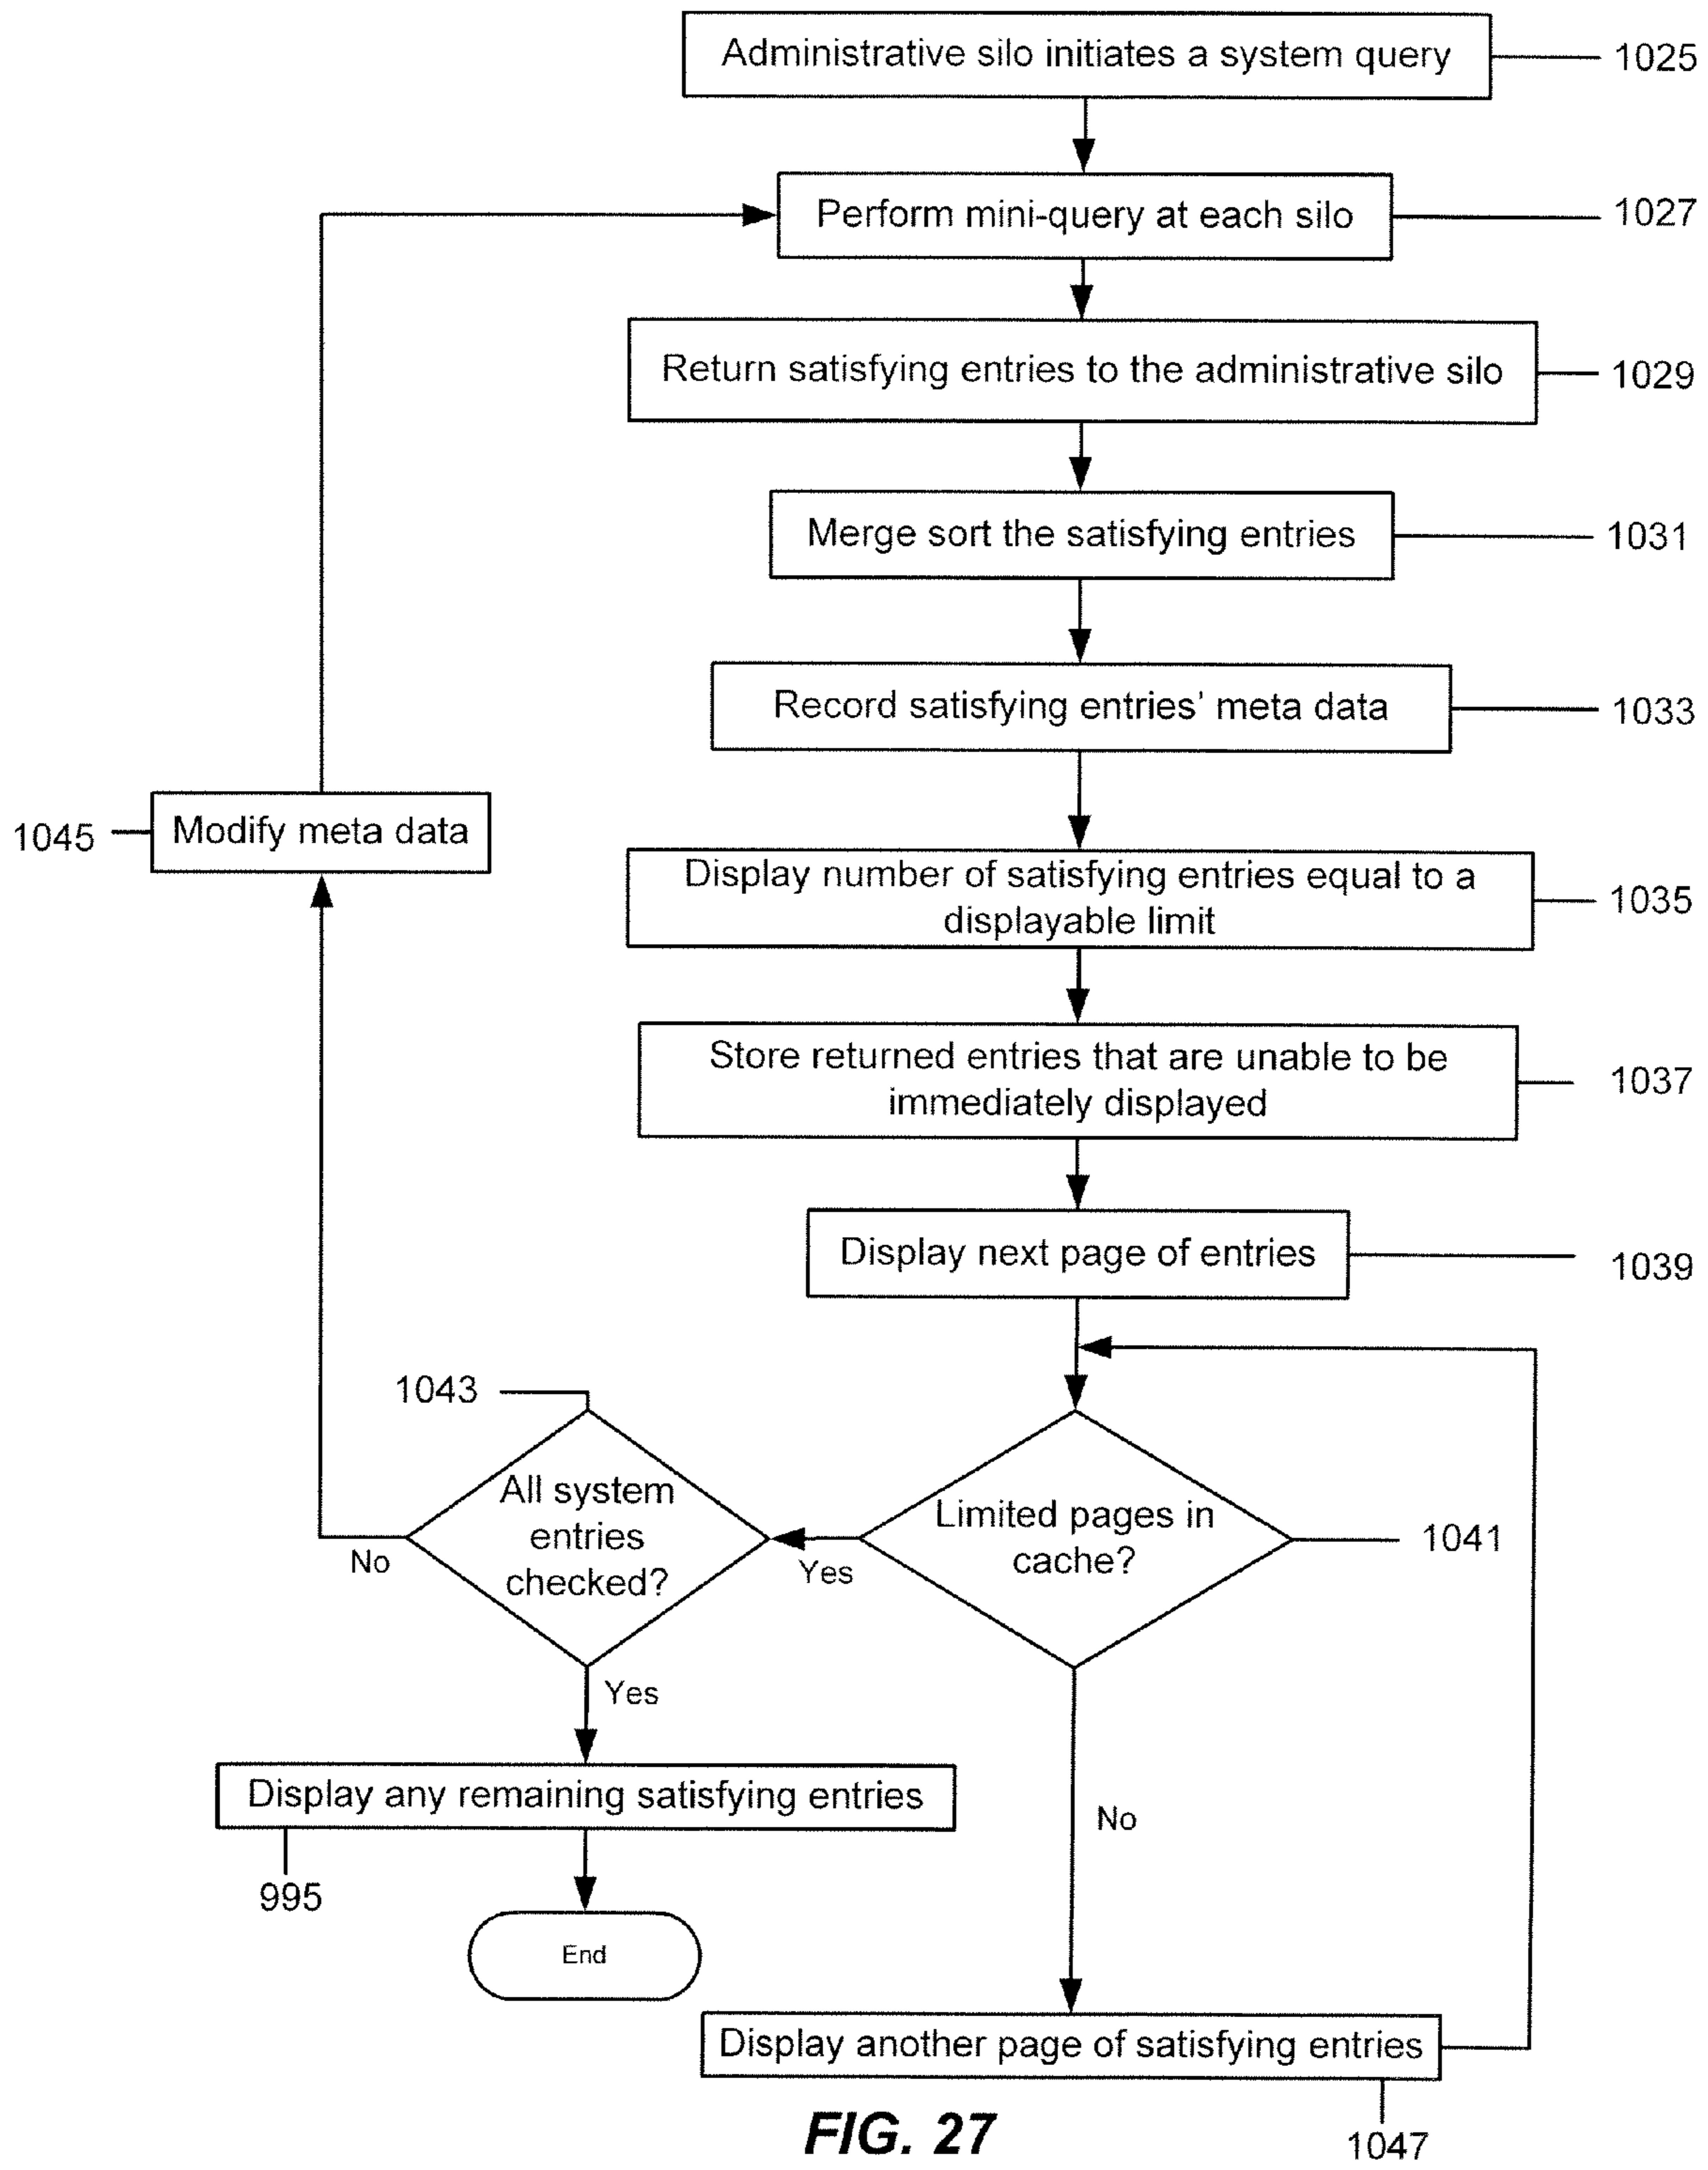 Administrative silo initiates a system query
1025
Perform mini-query at each silo
1027
Return satisfying entries to the administrative silo
1029
Merge sort the satisfying entries
1031
Record satisfying entries' meta data
1033
1045
Modify meta data
Display number of satisfying entries equal to a
displayable limit
1035
Store returned entries that are unable to be
immediately displayed
1037
Display next page of entries
1039
1043
All system
entries
checked?
Limited pages in
cache?
1041
No
Yes
Yes
Display any remaining satisfying entries
No
995
End
Display another page of satisfying entries
FIG. 27
1047